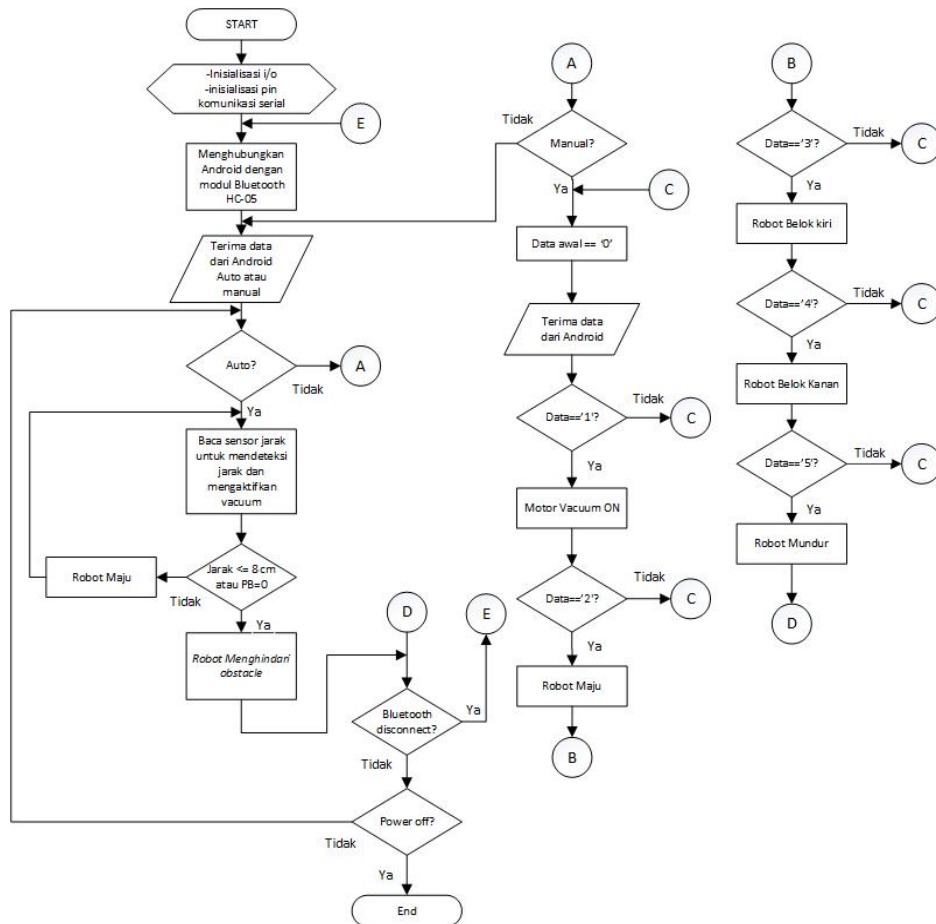 START
-Inisialisasi i/o
-inisialisasi pin
komunikasi serial
E
Menghubungkan
Android dengan
modul Bluetooth
HC-05
Terima data
dari Android
Auto atau
manual
Auto?
A
Tidak
Ya
Baca sensor jarak
untuk mendeteksi
jarak dan
mengaktifkan
vacuum
Jarak <= 8 cm
atau PB=0
Robot Maju
Tidak
Ya
Robot Menghindari
obstacle
D
E
Bluetooth
disconnect?
Ya
Tidak
Power off?
Tidak
Ya
End
A
Tidak
Manual?
Ya
C
Data awal == '0'
Terima data
dari Android
Data=='1'?
Tidak
C
Ya
Motor Vacuum ON
Data=='2'?
Tidak
C
Ya
Robot Maju
B
B
Data=='3'?
Tidak
C
Ya
Robot Belok kiri
Data=='4'?
Tidak
C
Ya
Robot Belok Kanan
Data=='5'?
Tidak
C
Ya
Robot Mundur
D